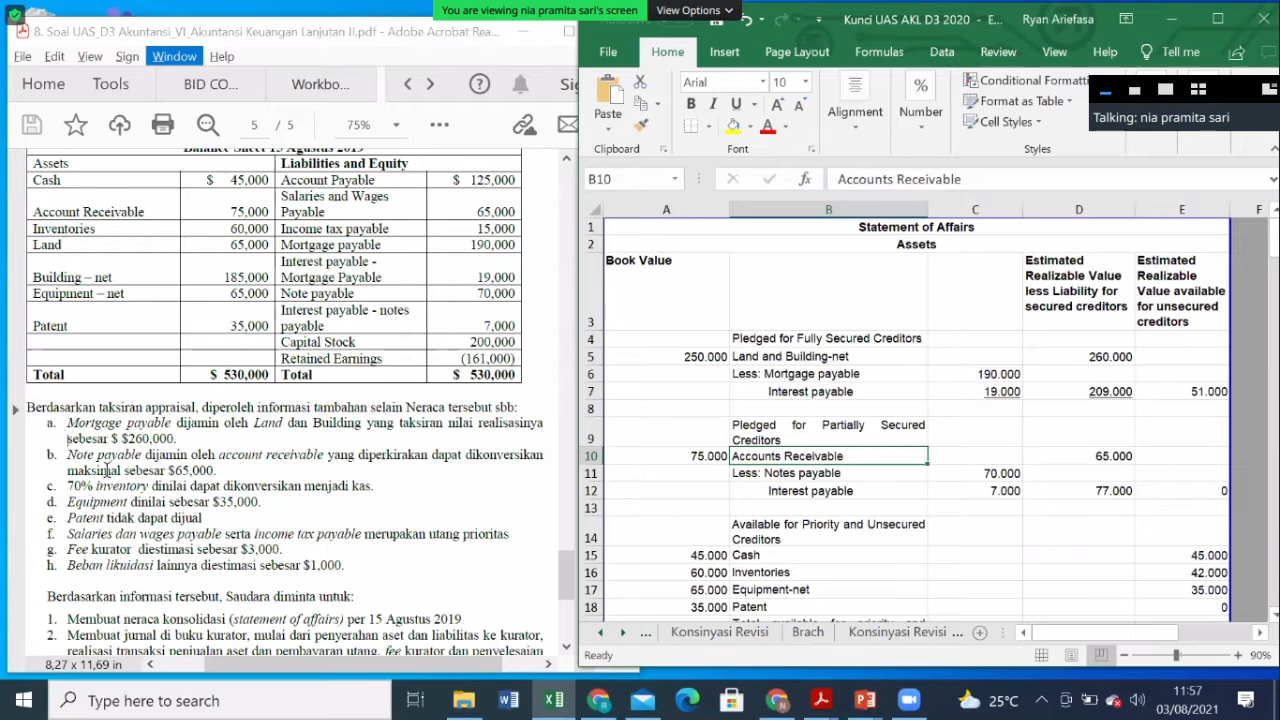 You are viewing nia pramita sari's screen
View Options
8. Soal UAS_D3 Akuntansi_VI_Akuntansi Keuangan Lanjutan II.pdf - Adobe Acrobat Rea...
File Edit View Sign Window Help
Home Tools BID CO... Workbo...
5 / 5 75%
Balance Sheet 15 Agustus 2019
Assets Liabilities and Equity
Cash $ 45,000 Account Payable $ 125,000
Salaries and Wages
Account Receivable 75,000 Payable 65,000
Inventories 60,000 Income tax payable 15,000
Land 65,000 Mortgage payable 190,000
Interest payable -
Building – net 185,000 Mortgage Payable 19,000
Equipment – net 65.000 Note payable 70,000
Interest payable - notes
Patent 35,000 payable 7,000
Capital Stock 200,000
Retained Earnings (161,000)
Total $ 530,000 Total $ 530,000
Berdasarkan taksiran appraisal, diperoleh informasi tambahan selain Neraca tersebut sbb:
a. Mortgage payable dijamin oleh Land dan Building yang taksiran nilai realisasinya
sebesar $ $260,000.
b. Note payable dijamin oleh account receivable yang diperkirakan dapat dikonversikan
maksimal sebesar $65,000.
c. 70% inventory dinilai dapat dikonversikan menjadi kas.
d. Equipment dinilai sebesar $35,000.
e. Patent tidak dapat dijual
f. Salaries dan wages payable serta income tax payable merupakan utang prioritas
g. Fee kurator diestimasi sebesar $3,000.
h. Beban likuidasi lainnya diestimasi sebesar $1,000.
Berdasarkan informasi tersebut, Saudara diminta untuk:
1. Membuat neraca konsolidasi (statement of affairs) per 15 Agustus 2019
2. Membuat jurnal di buku kurator, mulai dari penyerahan aset dan liabilitas ke kurator,
realisasi transaksi penjualan aset dan pembayaran utang, fee kurator dan penyelesaian
8,27 x 11,69 in
Kunci UAS AKL D3 2020 - E... Ryan Ariefasa
File Home Insert Page Layout Formulas Data Review View Help Tell me
Paste
Clipboard
Arial 10
B I U
Font
Alignment
Number
Conditional Formatti
Format as Table
Cell Styles
Styles
Talking: nia pramita sari
B10 fx Accounts Receivable
A B C D E F
1 Statement of Affairs
2 Assets
3 Book Value Estimated Realizable Value less Liability for secured creditors Estimated Realizable Value available for unsecured creditors
4 Pledged for Fully Secured Creditors
5 250.000 Land and Building-net 260.000
6 Less: Mortgage payable 190.000
7 Interest payable 19.000 209.000 51.000
8
9 Pledged for Partially Secured Creditors
10 75.000 Accounts Receivable 65.000
11 Less: Notes payable 70.000
12 Interest payable 7.000 77.000 0
13
14 Available for Priority and Unsecured Creditors
15 45.000 Cash 45.000
16 60.000 Inventories 42.000
17 65.000 Equipment-net 35.000
18 35.000 Patent 0
... Konsinyasi Revisi Brach Konsinyasi Revisi ...
Ready 90%
Type here to search
25°C
11:57
03/08/2021